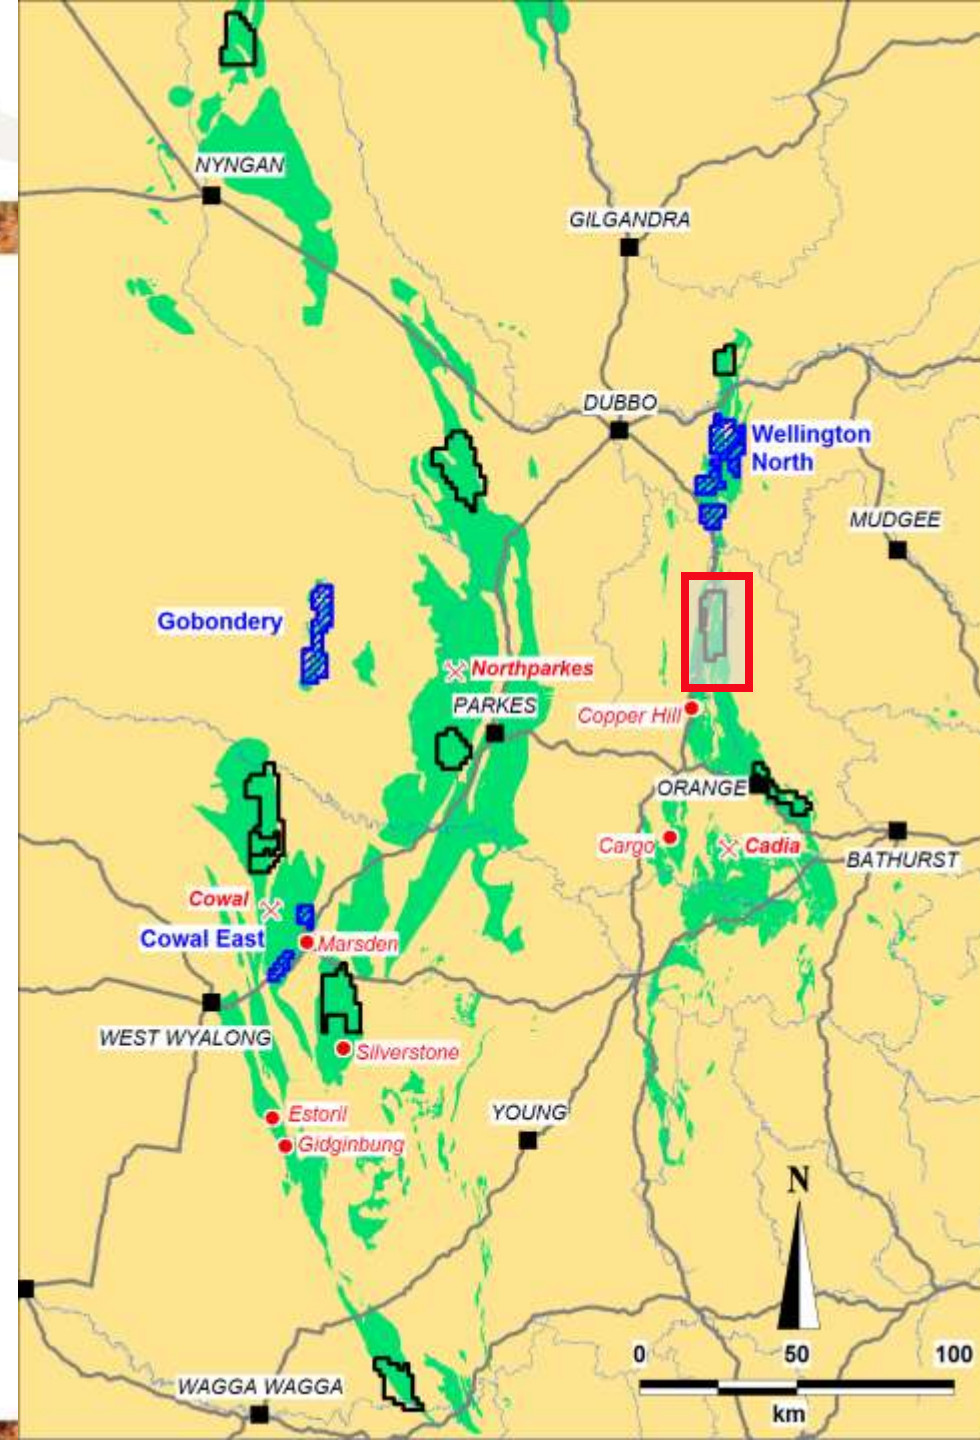 NYNGAN
GILGANDRA
DUBBO
Wellington
North
MUDGEE
Gobondery
Northparkes
PARKES
Copper Hill
ORANGE
Cargo
Cadia
BATHURST
Cowal
Cowal East
Marsden
WEST WYALONG
Silverstone
Estoril
YOUNG
Gidginbung
N
0 50 100
km
WAGGA WAGGA